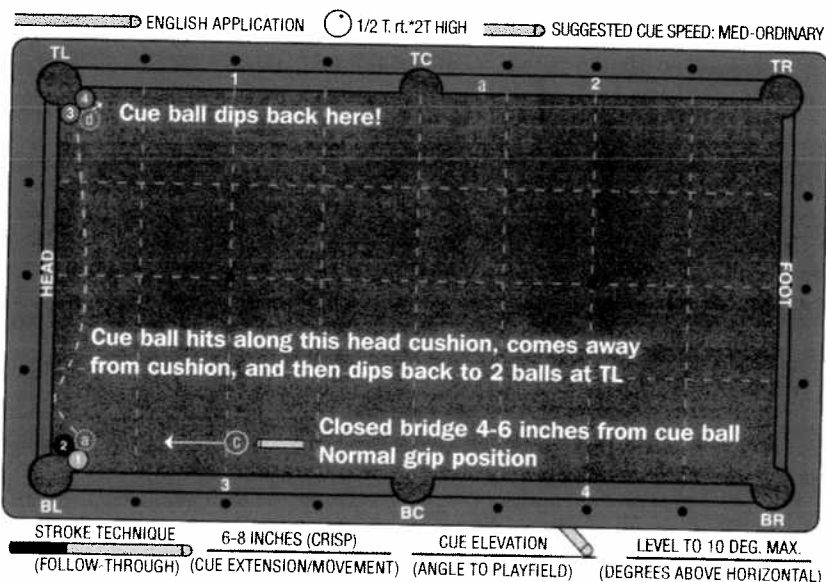 ENGLISH APPLICATION 1/2 T. rt.*2T HIGH SUGGESTED CUE SPEED: MED-ORDINARY
TL TC TR
1 a 2
4
3 d Cue ball dips back here!
HEAD FOOT
Cue ball hits along this head cushion, comes away
from cushion, and then dips back to 2 balls at TL
Closed bridge 4-6 inches from cue ball
2 a C
Normal grip position
1
3 4
BL BC BR
STROKE TECHNIQUE 6-8 INCHES (CRISP) CUE ELEVATION LEVEL TO 10 DEG. MAX.
(FOLLOW-THROUGH) (CUE EXTENSION/MOVEMENT) (ANGLE TO PLAYFIELD) (DEGREES ABOVE HORIZONTAL)